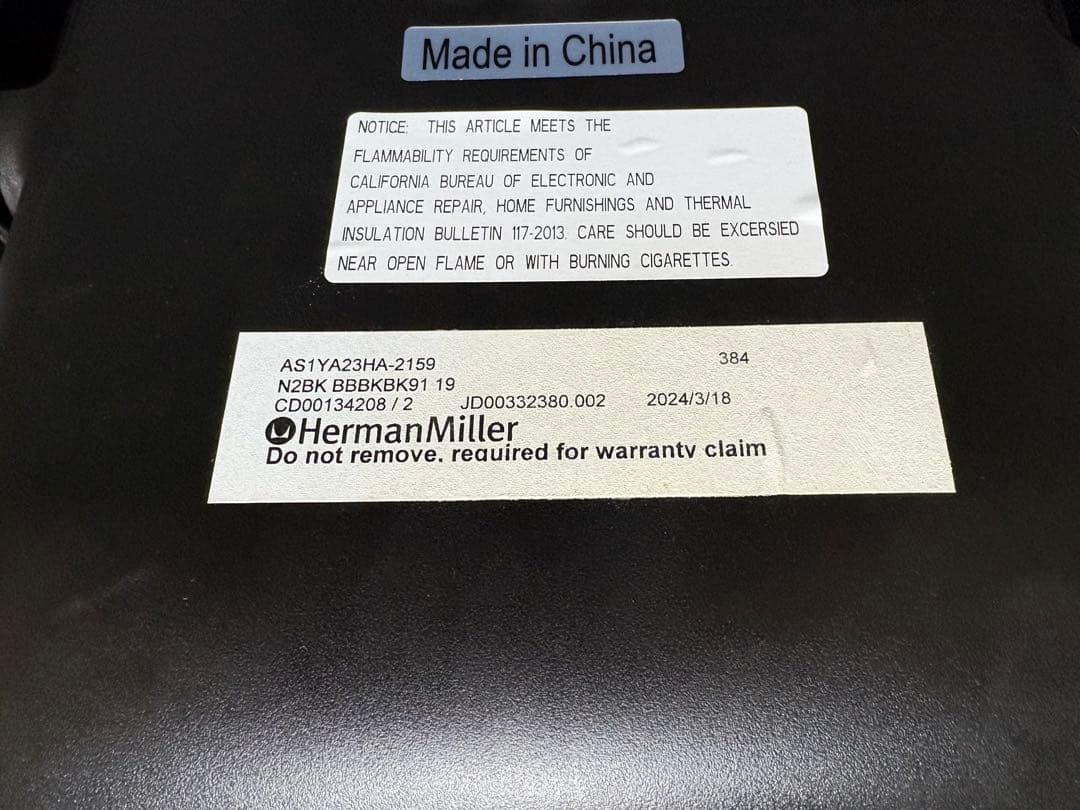 Made in China
NOTICE: THIS ARTICLE MEETS THE
FLAMMABILITY REQUIREMENTS OF
CALIFORNIA BUREAU OF ELECTRONIC AND
APPLIANCE REPAIR, HOME FURNISHINGS AND THERMAL
INSULATION BULLETIN 117-2013. CARE SHOULD BE EXCERSIED
NEAR OPEN FLAME OR WITH BURNING CIGARETTES.
AS1YA23HA-2159 384
N2BK BBBKBK91 19
CD00134208 / 2 JD00332380.002 2024/3/18
HermanMiller
Do not remove, required for warranty claim